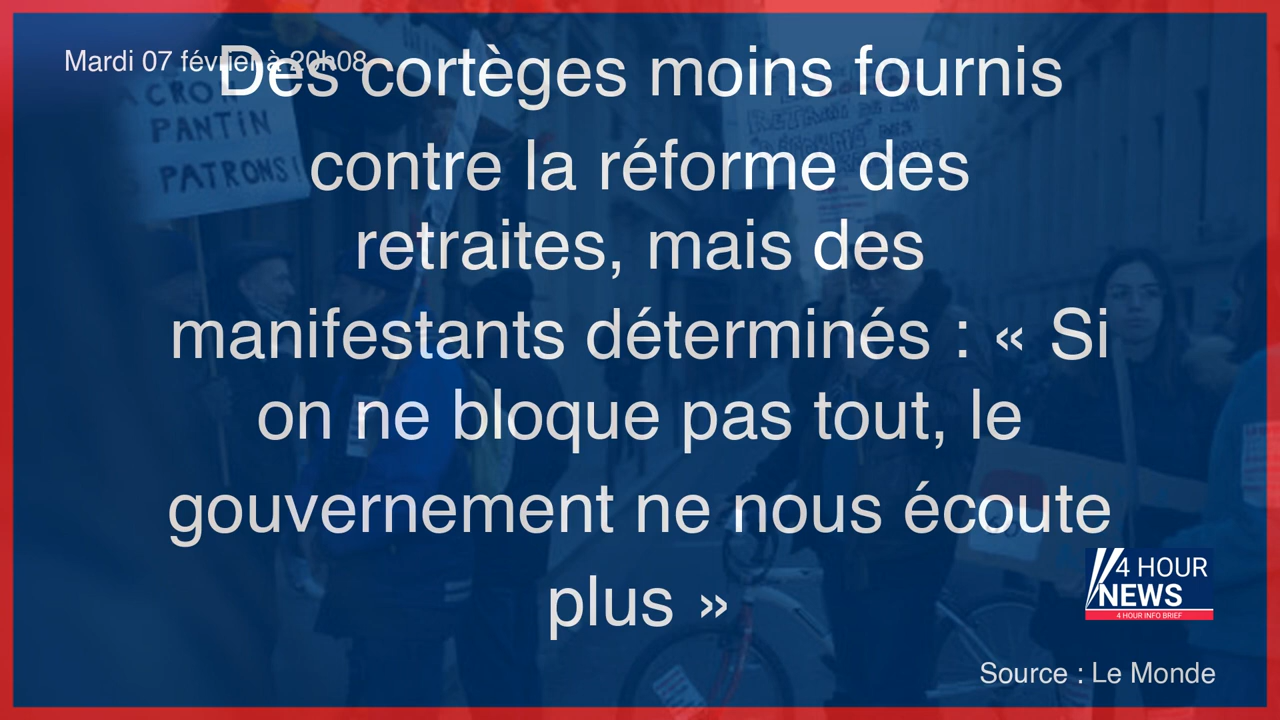 Mardi 07 février à 20h08
Des cortèges moins fournis
contre la réforme des
retraites, mais des
manifestants déterminés : « Si
on ne bloque pas tout, le
gouvernement ne nous écoute
plus »
CRON
PANTIN
PATRONS!
4 HOUR
NEWS
4 HOUR INFO BRIEF
Source : Le Monde